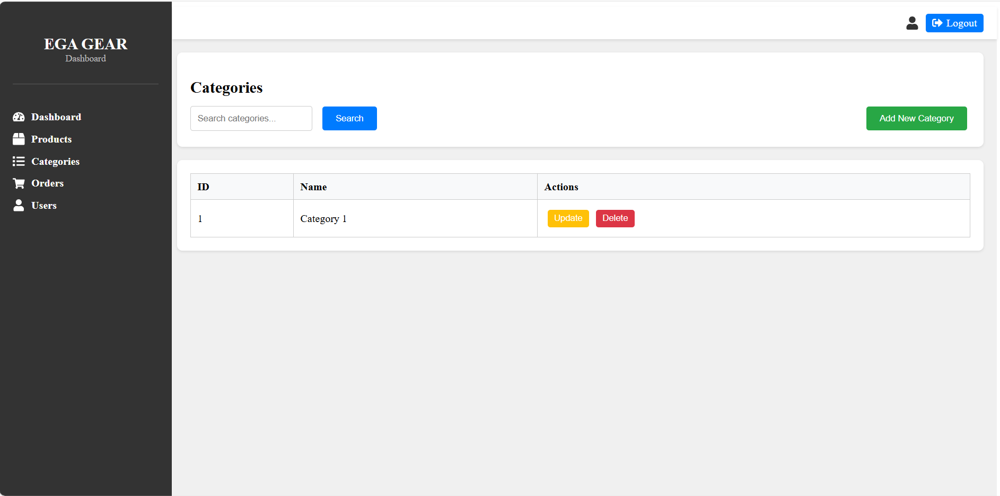 EGA GEAR
Dashboard
Dashboard
Products
Categories
Orders
Users
Logout
Categories
Search categories...
Search
Add New Category
ID Name Actions
1 Category 1 Update Delete